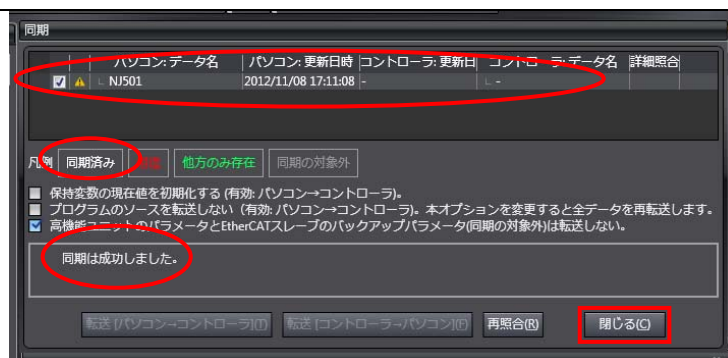 同期
パソコン: データ名 パソコン: 更新日時 コントローラ: 更新日 コントローラ: データ名 詳細照合
NJ501 2012/11/08 17:11:08 - -
凡例 同期済み 他方のみ存在 同期の対象外
保持変数の現在値を初期化する (有効: パソコン→コントローラ)。
プログラムのソースを転送しない (有効: パソコン→コントローラ)。本オプションを変更すると全データを再転送します。
高機能ユニットのパラメータとEtherCATスレーブのバックアップパラメータ(同期の対象外)は転送しない。
同期は成功しました。
転送 [パソコン→コントローラ](T) 転送 [コントローラ→パソコン](F) 再照合(R) 閉じる(C)